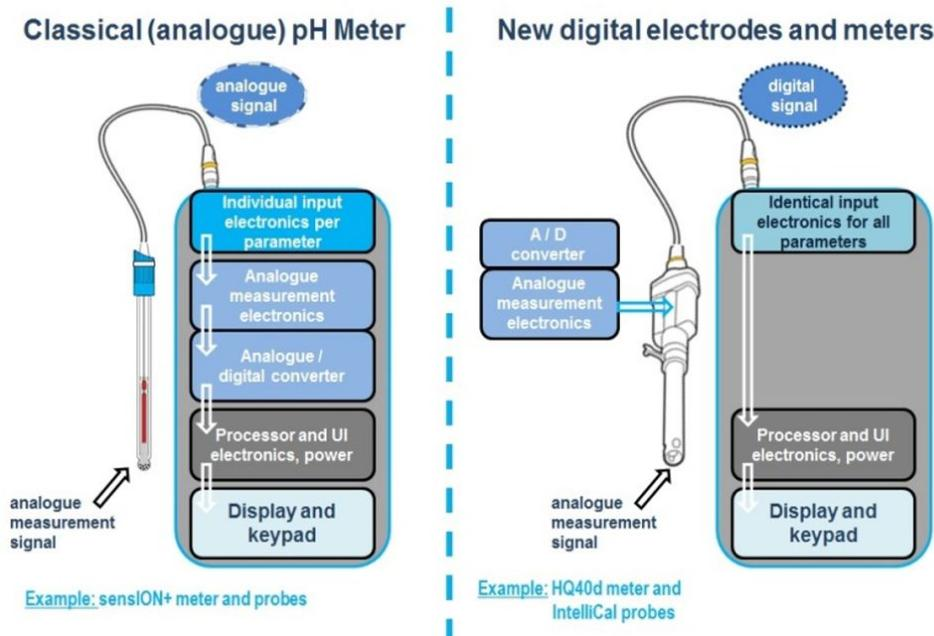 Classical (analogue) pH Meter
analogue
signal
Individual input
electronics per
parameter
Analogue
measurement
electronics
Analogue /
digital converter
Processor and UI
electronics, power
Display and
keypad
analogue
measurement
signal
Example: sensION+ meter and probes
New digital electrodes and meters
digital
signal
A / D
converter
Analogue
measurement
electronics
Identical input
electronics for all
parameters
Processor and UI
electronics, power
Display and
keypad
analogue
measurement
signal
Example: HQ40d meter and
IntelliCal probes